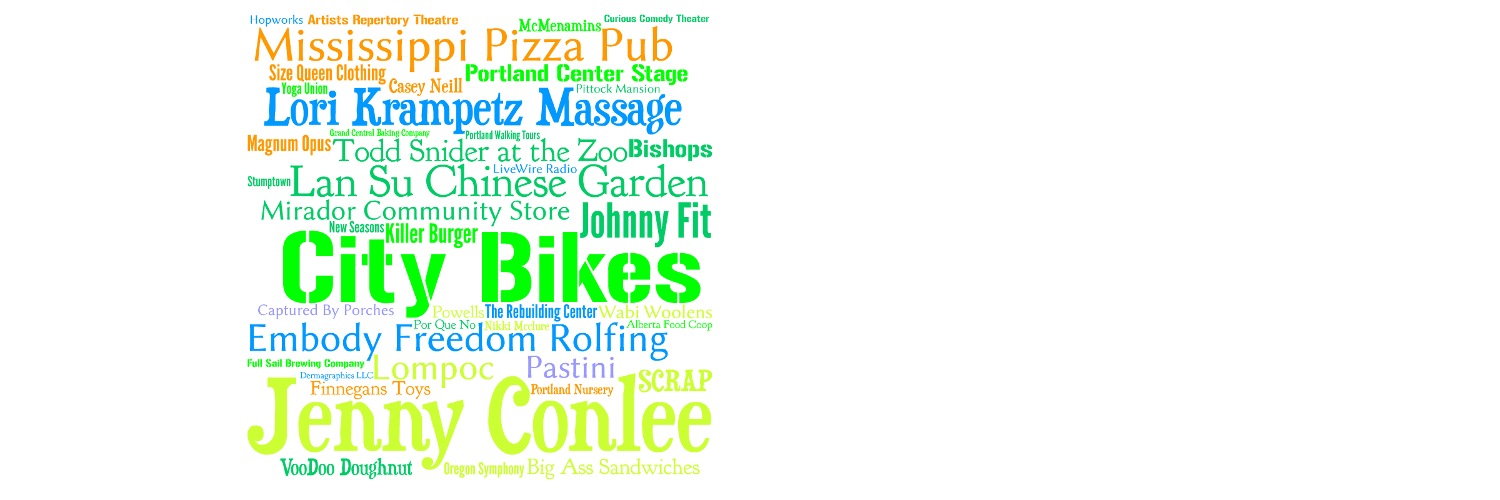 Hopworks Artists Repertory Theatre McMenamins Curious Comedy Theater
Mississippi Pizza Pub
Size Queen Clothing Portland Center Stage
Yoga Union Casey Neill Pittock Mansion
Lori Krampetz Massage
Grand Central Baking Company Portland Walking Tours
Magnum Opus Todd Snider at the Zoo Bishops
LiveWire Radio
Stumptown Lan Su Chinese Garden
Mirador Community Store Johnny Fit
New Seasons Killer Burger
City Bikes
Captured By Porches Powells The Rebuilding Center Wabi Woolens
Por Que No Nikki Mcclure Alberta Food Coop
Embody Freedom Rolfing
Full Sail Brewing Company Lompoc Pastini
Dermagraphics LLC SCRAP
Finnegans Toys Portland Nursery
Jenny Conlee
VooDoo Doughnut Oregon Symphony Big Ass Sandwiches